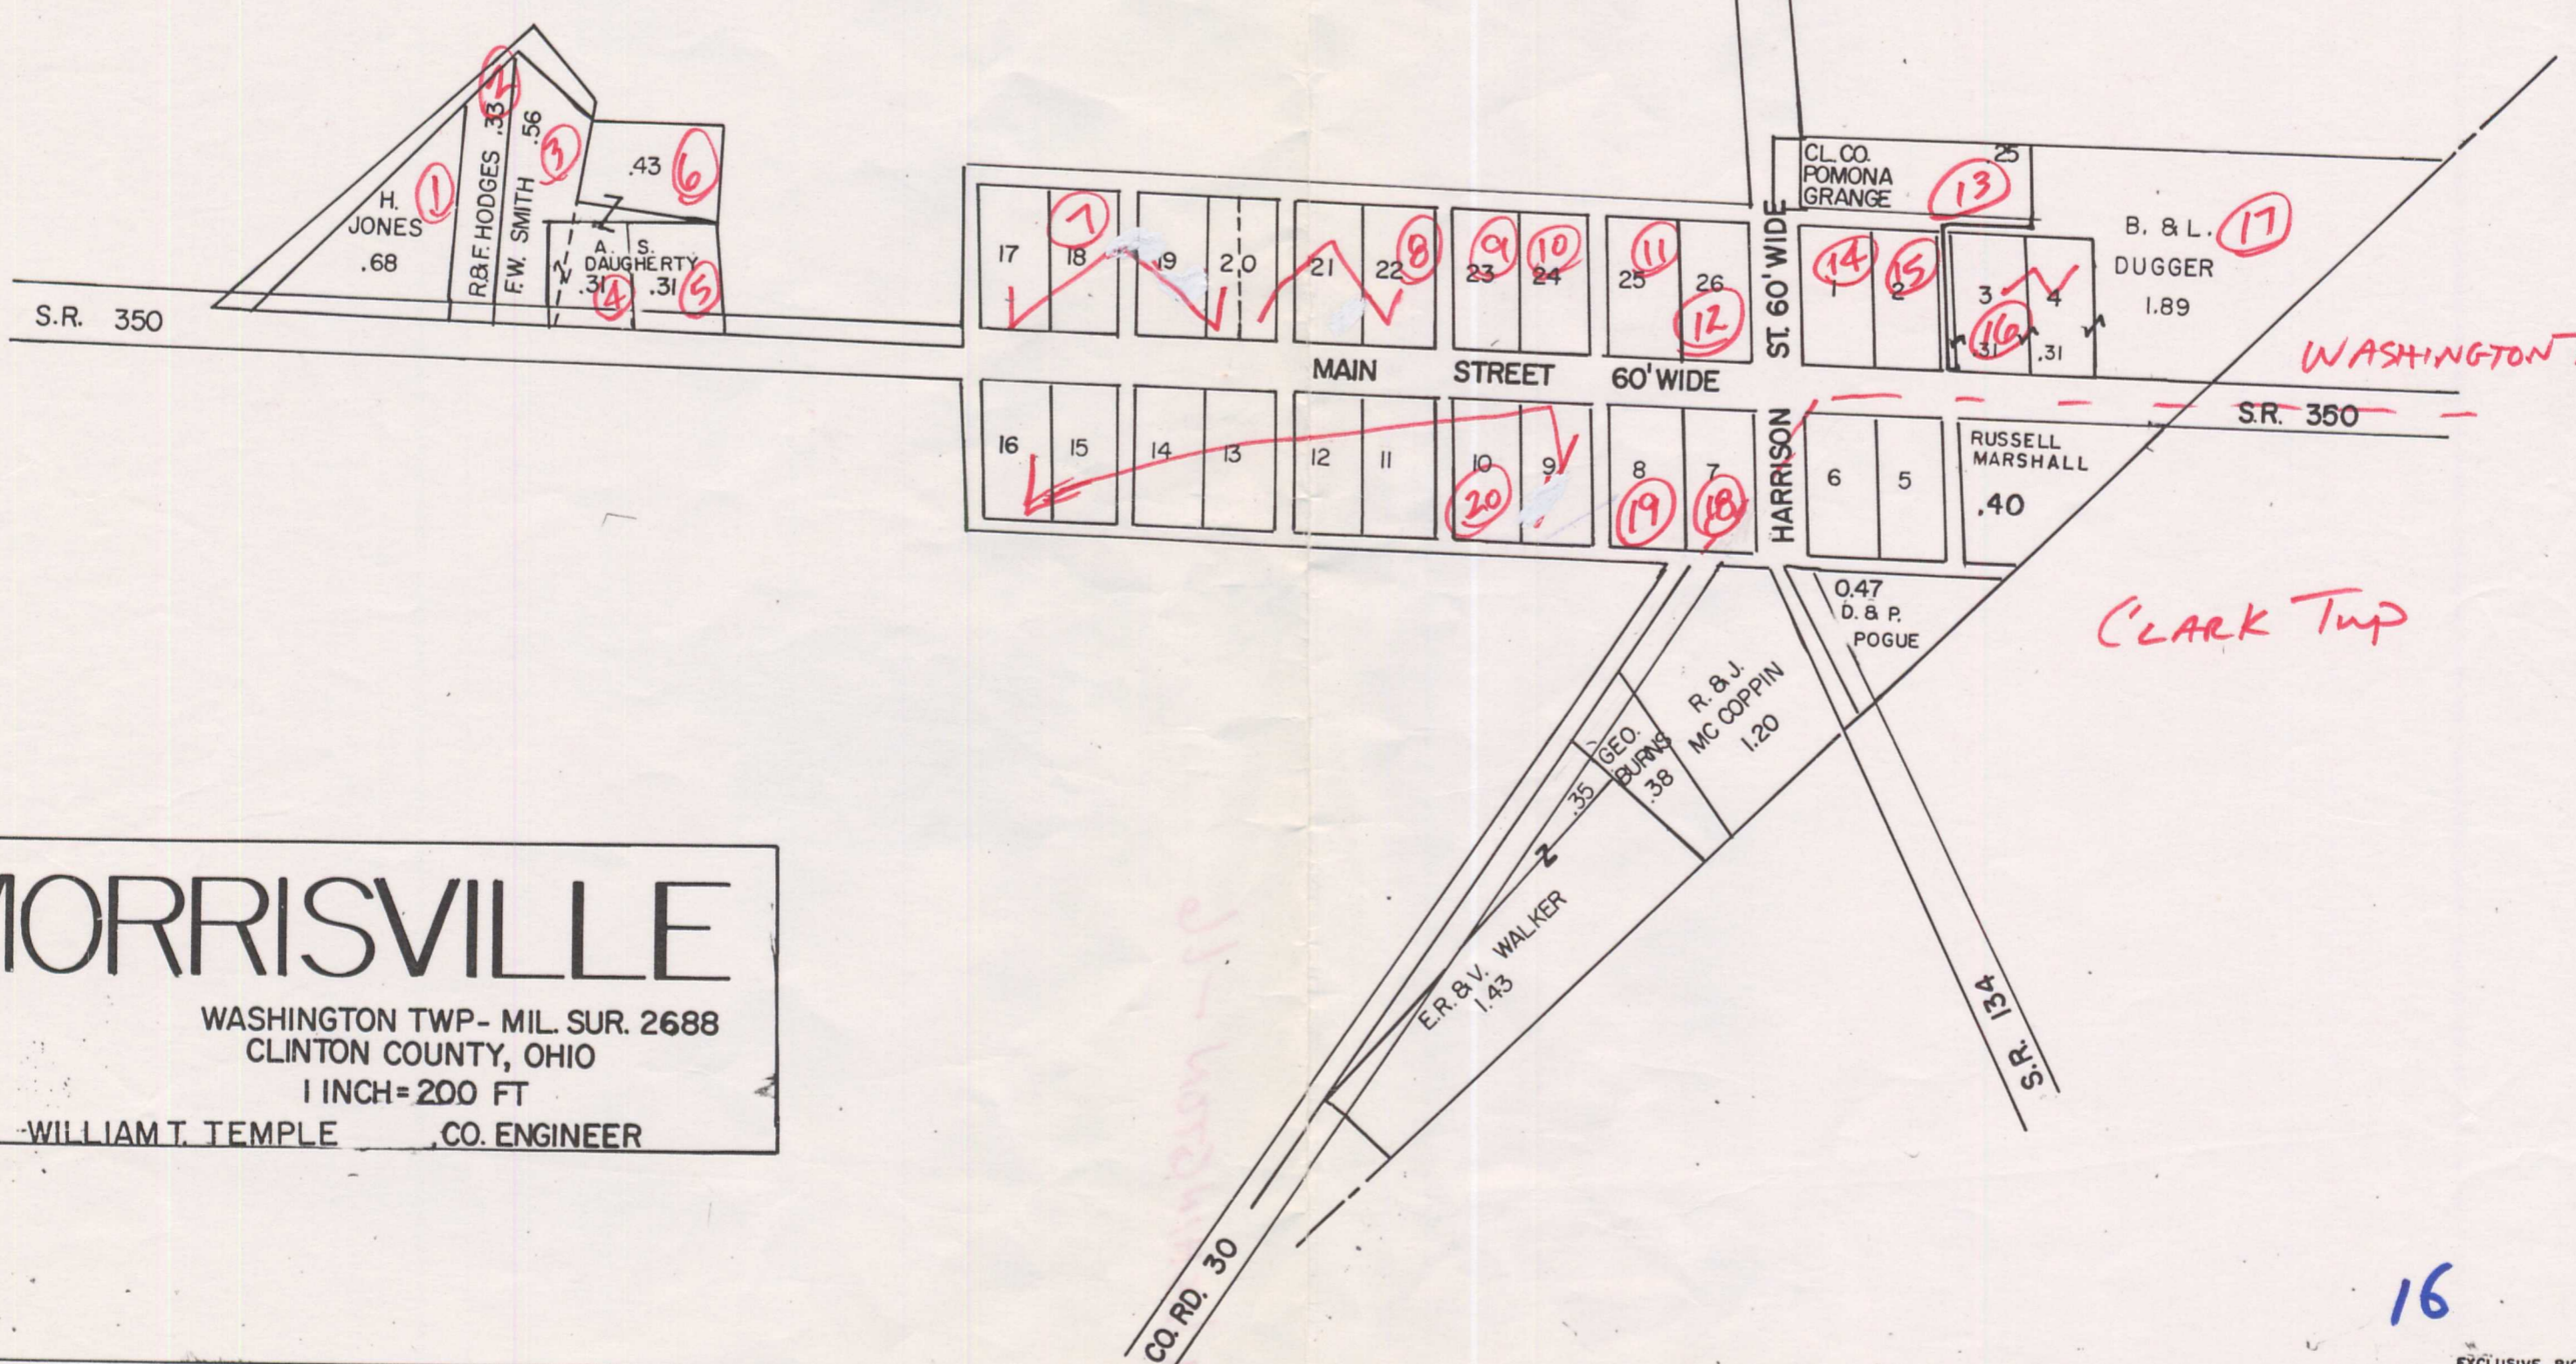 H.
JONES
.68
1
R.&F. HODGES .33
2
F.W. SMITH .56
3
.43
6
A. S.
DAUGHERTY
.31 .31
4
5
S.R. 350
17
18
7
19
20
21
22
8
23
9
24
10
25
11
26
12
CL. CO. .25
POMONA
GRANGE
13
1
14
2
15
3
4
16
.31
.31
B. & L.
DUGGER
1.89
17
WASHINGTON
MAIN STREET 60' WIDE
HARRISON ST. 60' WIDE
S.R. 350
16
15
14
13
12
11
10
20
9
8
19
7
18
6
5
RUSSELL
MARSHALL
.40
0.47
D. & P.
POGUE
CLARK Twp
R. & J.
MC COPPIN
1.20
GEO.
BURNS
.38
.35
E.R. & V. WALKER
1.43
S.R. 134
CO. RD. 30
MORRISVILLE
WASHINGTON TWP- MIL. SUR. 2688
CLINTON COUNTY, OHIO
1 INCH = 200 FT
WILLIAM T. TEMPLE CO. ENGINEER
16